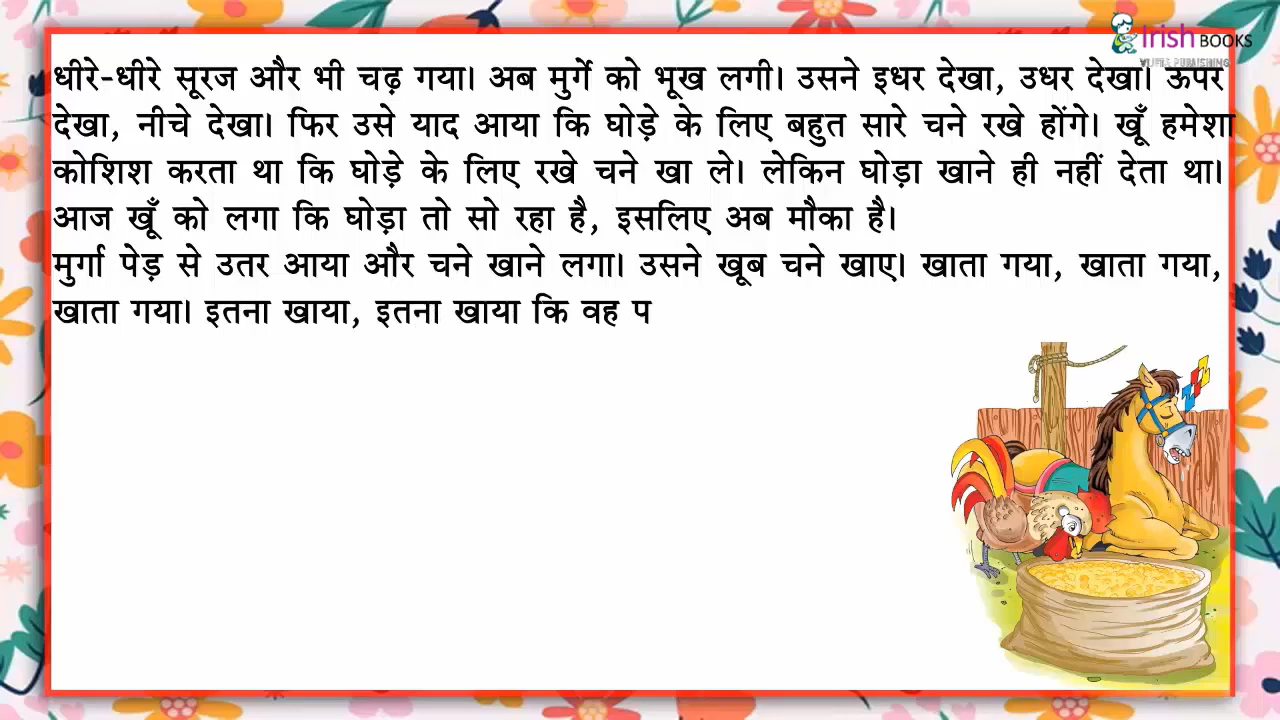 Irish BOOKS
धीरे-धीरे सूरज और भी चढ़ गया। अब मुर्गे को भूख लगी। उसने इधर देखा, उधर देखा। ऊपर
देखा, नीचे देखा। फिर उसे याद आया कि घोड़े के लिए बहुत सारे चने रखे होंगे। खूँ हमेशा
कोशिश करता था कि घोड़े के लिए रखे चने खा ले। लेकिन घोड़ा खाने ही नहीं देता था।
आज खूँ को लगा कि घोड़ा तो सो रहा है, इसलिए अब मौका है।
मुर्गा पेड़ से उतर आया और चने खाने लगा। उसने खूब चने खाए। खाता गया, खाता गया,
खाता गया। इतना खाया, इतना खाया कि वह प